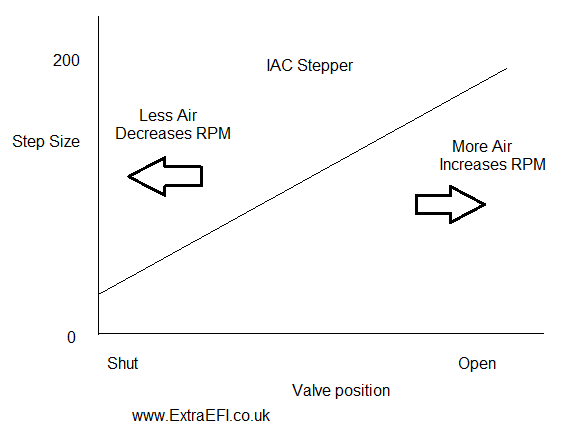 200
IAC Stepper
Less Air
Decreases RPM
Step Size
More Air
Increases RPM
0
Shut
Open
Valve position
www.ExtraEFI.co.uk